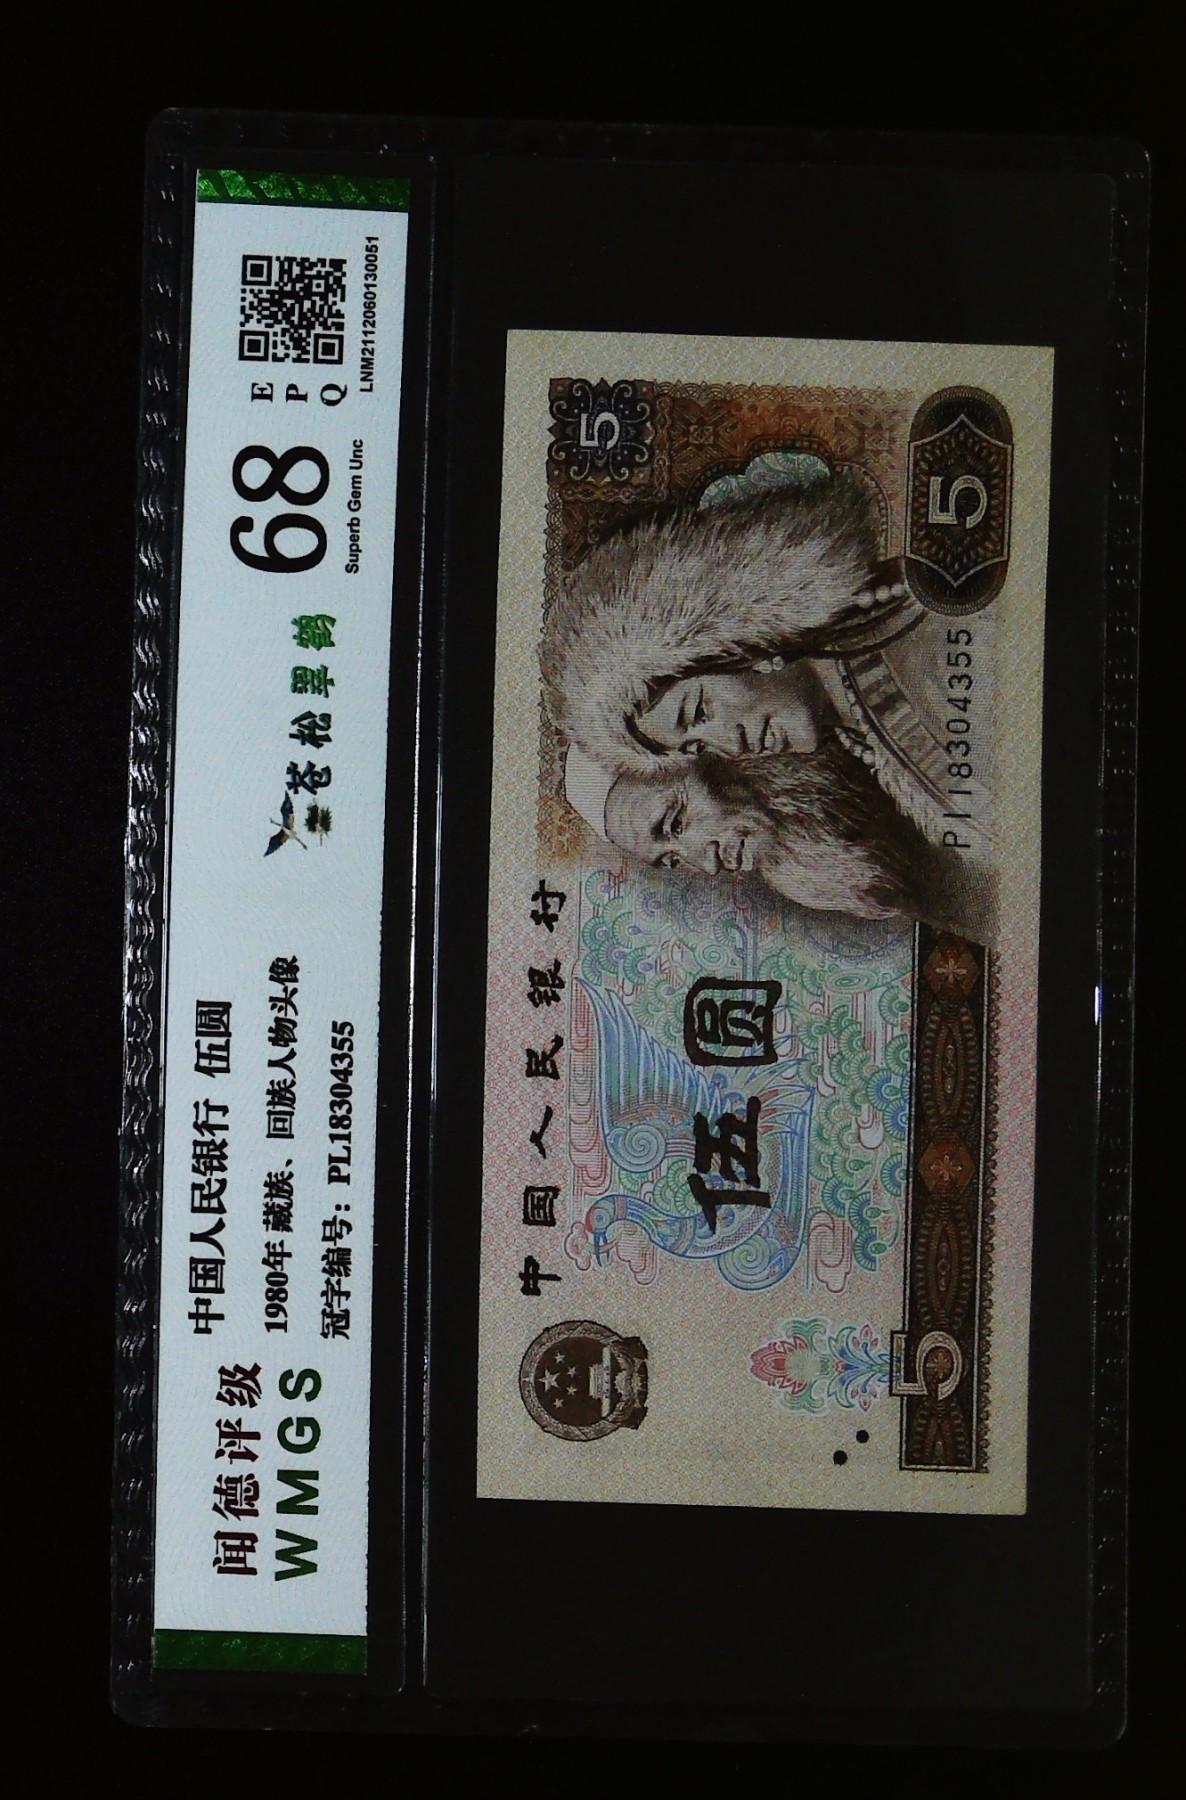 闻德评级
WMGS
中国人民银行 伍圆
1980年 藏族、回族人物头像
冠字编号: PL18304355
苍松翠鹤
68
Superb Gem Unc
E
P
Q
LNM2112060130051
中国人民银行
5
伍圆
PI18304355
5
5